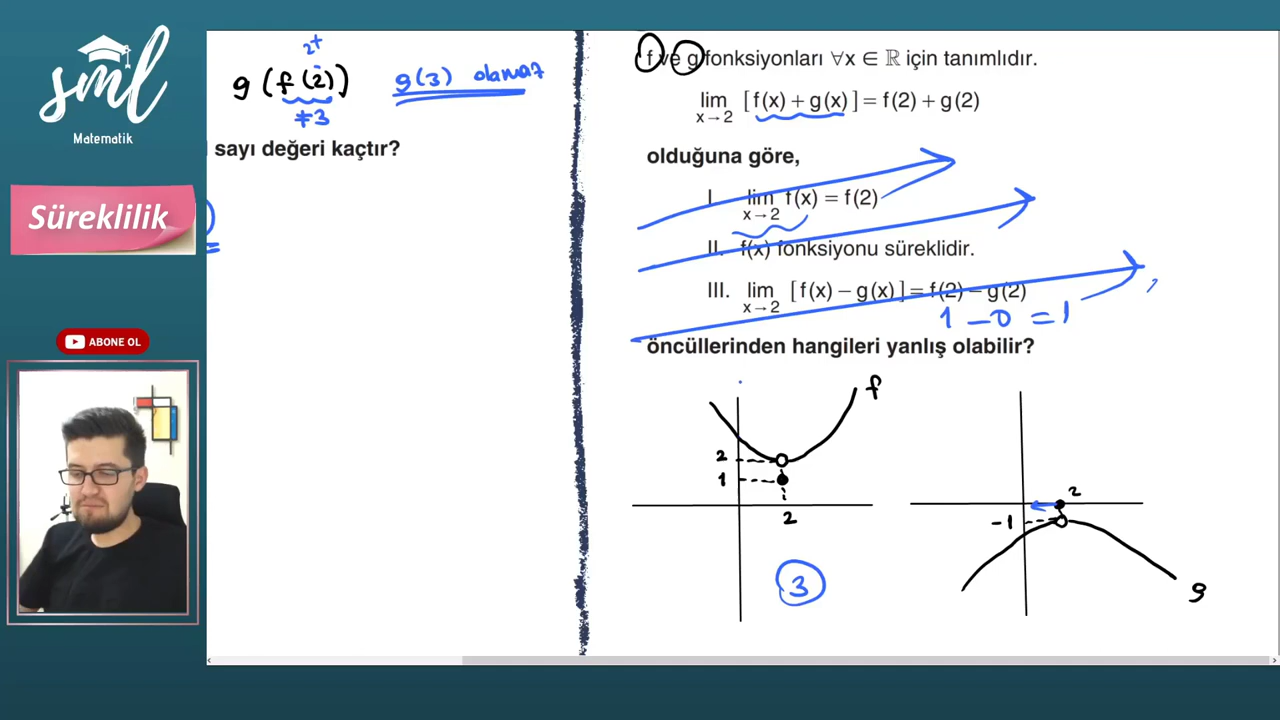 sml
Matematik
Süreklilik
ABONE OL
2+
g (f (2))
≠3
g(3) olamaz
sayı değeri kaçtır?
f ve g fonksiyonları ∀x ∈ ℝ için tanımlıdır.
lim x→2 [f(x) + g(x)] = f(2) + g(2)
olduğuna göre,
I. lim x→2 f(x) = f(2)
II. f(x) fonksiyonu süreklidir.
III. lim x→2 [f(x) – g(x)] = f(2) – g(2)
1 – 0 = 1
öncüllerinden hangileri yanlış olabilir?
f
2
1
2
3
2
-1
g